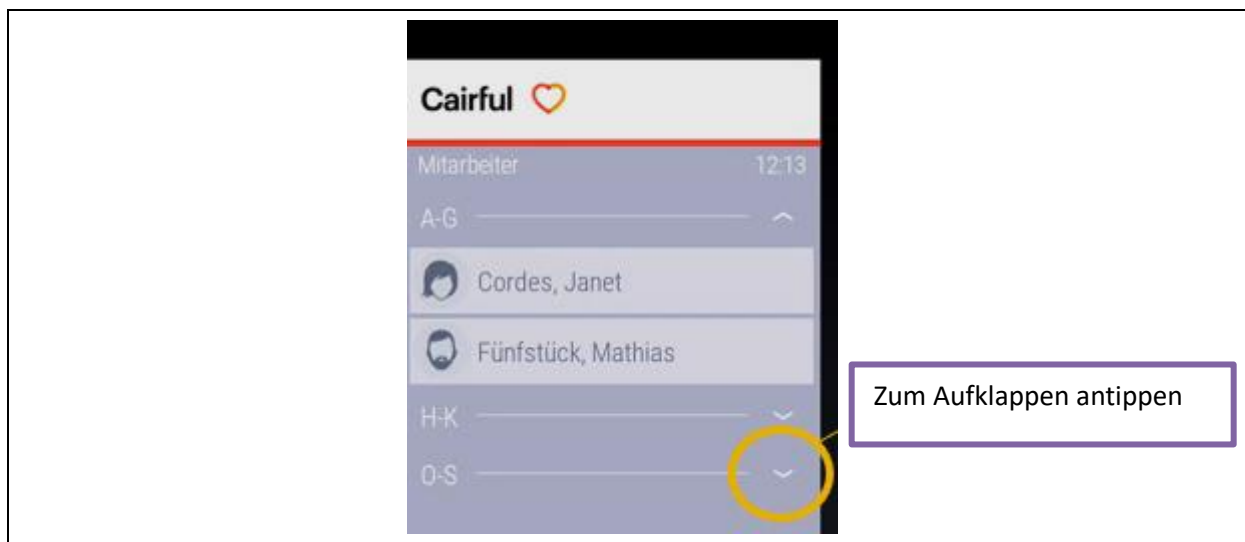 Cairful
Mitarbeiter 12:13
A-G
Cordes, Janet
Fünfstück, Mathias
Zum Aufklappen antippen
H-K
O-S